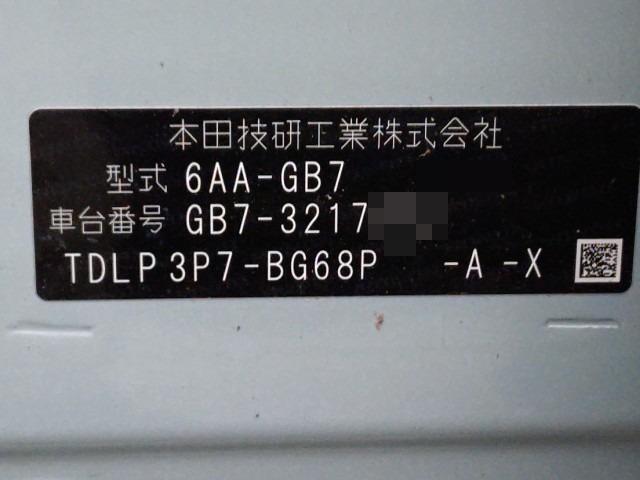 本田技研工業株式会社
型式 6AA-GB7
車台番号 GB7-3217
TDLP 3P7-BG68P -A -X